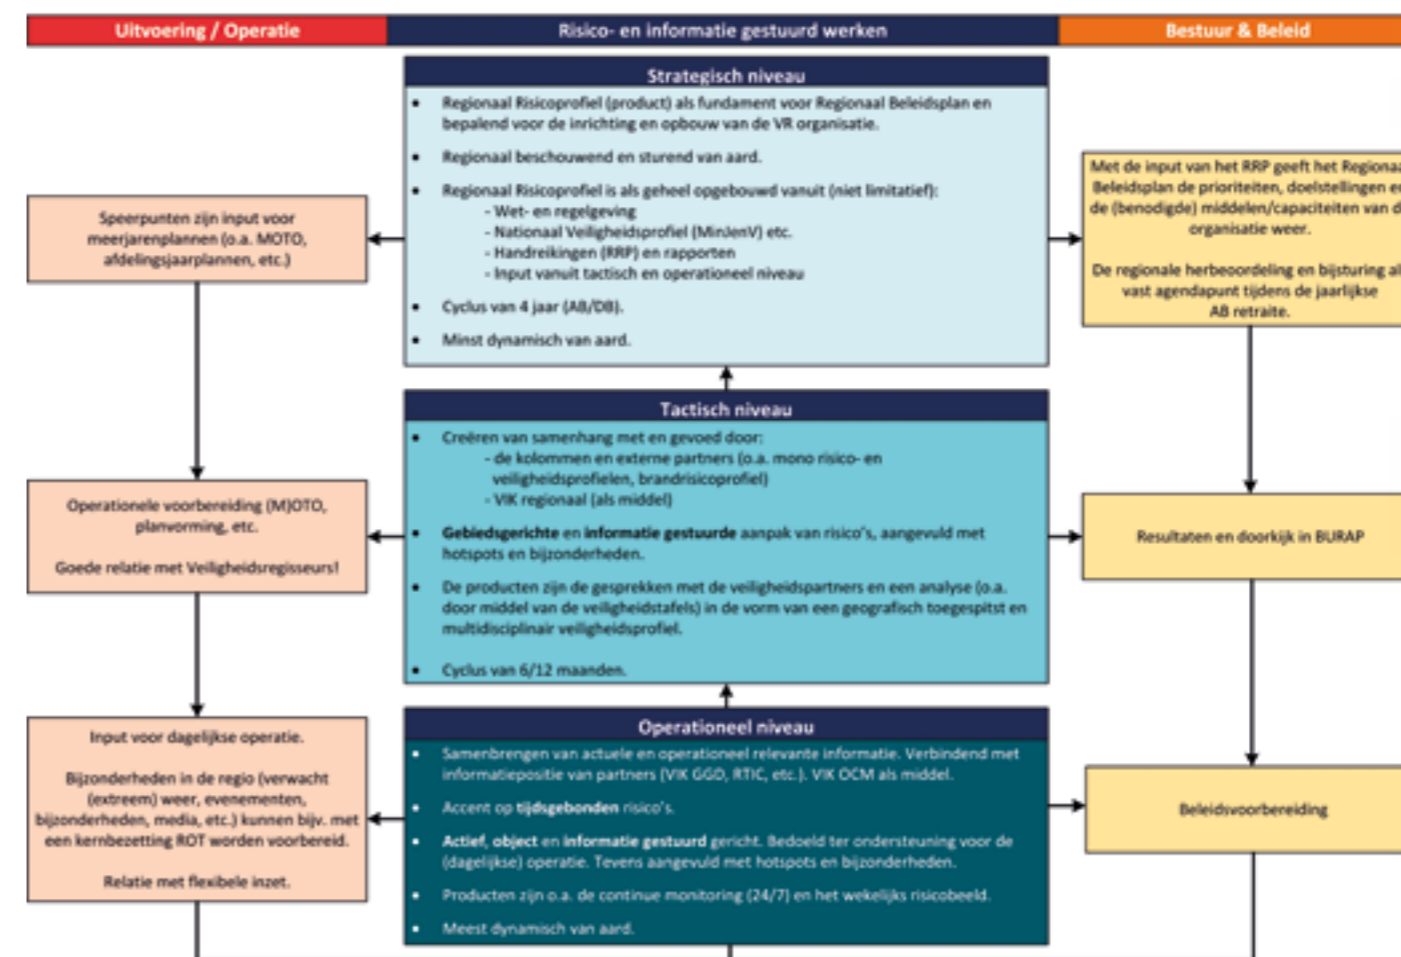 Uitvoering / Operatie
Risico- en informatie gestuurd werken
Bestuur & Beleid
Strategisch niveau
• Regionaal Risicoprofiel (product) als fundament voor Regionaal Beleidsplan en
bepalend voor de inrichting en opbouw van de VR organisatie.
• Regionaal beschouwend en sturend van aard.
• Regionaal Risicoprofiel is als geheel opgebouwd vanuit (niet limitatief):
- Wet- en regelgeving
- Nationaal Veiligheidsprofiel (MinJenV) etc.
- Handreikingen (RRP) en rapporten
- Input vanuit tactisch en operationeel niveau
• Cyclus van 4 jaar (AB/DB).
• Minst dynamisch van aard.
Speerpunten zijn input voor
meerjarenplannen (o.a. MOTO,
afdelingsjaarplannen, etc.)
Met de input van het RRP geeft het
Beleidsplan de prioriteiten, doelstellingen
de (benodigde) middelen/capaciteiten van
organisatie weer.
De regionale herbeoordeling en bijsturing
vast agendapunt tijdens de jaarlijkse
AB retraite.
Tactisch niveau
• Creëren van samenhang met en gevoed door:
- de kolommen en externe partners (o.a. mono risico- en
veiligheidsprofielen, brandrisicoprofiel)
- VIK regionaal (als middel)
• Gebiedsgerichte en informatie gestuurde aanpak van risico's, aangevuld met
hotspots en bijzonderheden.
• De producten zijn de gesprekken met de veiligheidspartners en een analyse (o.a.
door middel van de veiligheidstafels) in de vorm van een geografisch toegespitst en
multidisciplinair veiligheidsprofiel.
• Cyclus van 6/12 maanden.
Operationele voorbereiding (M)OTO,
planvorming, etc.
Goede relatie met Veiligheidsregisseurs!
Resultaten en doorkijk in BURAP
Operationeel niveau
• Samenbrengen van actuele en operationeel relevante informatie. Verbindend met
informatiepositie van partners (VIK GGD, RTIC, etc.). VIK OCM als middel.
• Accent op tijdsgebonden risico's.
• Actief, object en informatie gestuurd gericht. Bedoeld ter ondersteuning voor de
(dagelijkse) operatie. Tevens aangevuld met hotspots en bijzonderheden.
• Producten zijn o.a. de continue monitoring (24/7) en het wekelijks risicobeeld.
• Meest dynamisch van aard.
Input voor dagelijkse operatie.
Bijzonderheden in de regio (verwacht
(extreem) weer, evenementen,
bijzonderheden, media, etc.) kunnen bijv. met
een kernbezetting ROT worden voorbereid.
Relatie met flexibele inzet.
Beleidsvoorbereiding